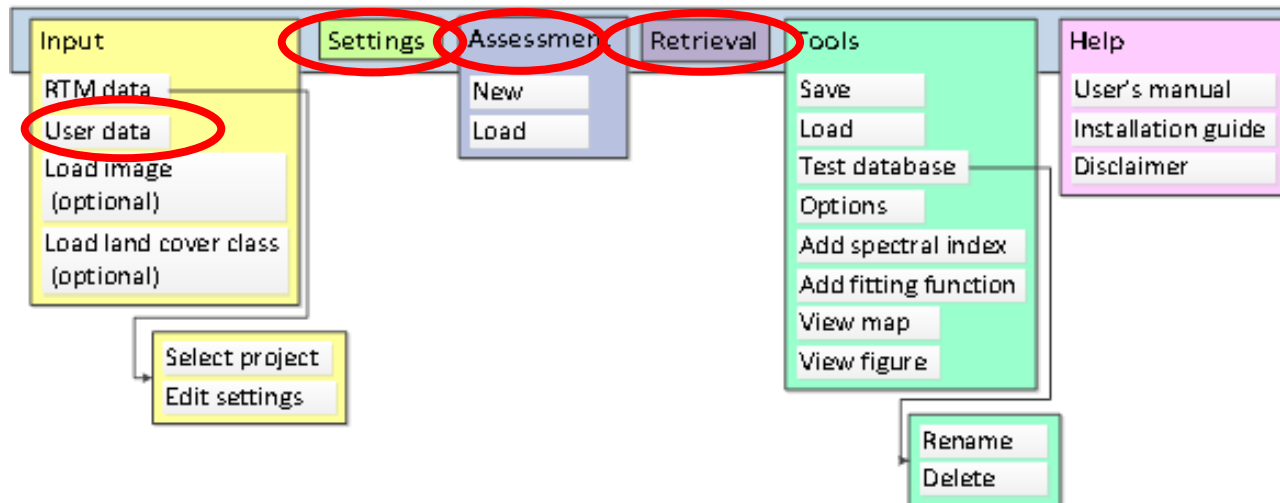 Input
RTM data
User data
Load image
(optional)
Load land cover class
(optional)
Select project
Edit settings
Settings
Assessment
New
Load
Retrieval
Tools
Save
Load
Test database
Options
Add spectral index
Add fitting function
View map
View figure
Rename
Delete
Help
User's manual
Installation guide
Disclaimer